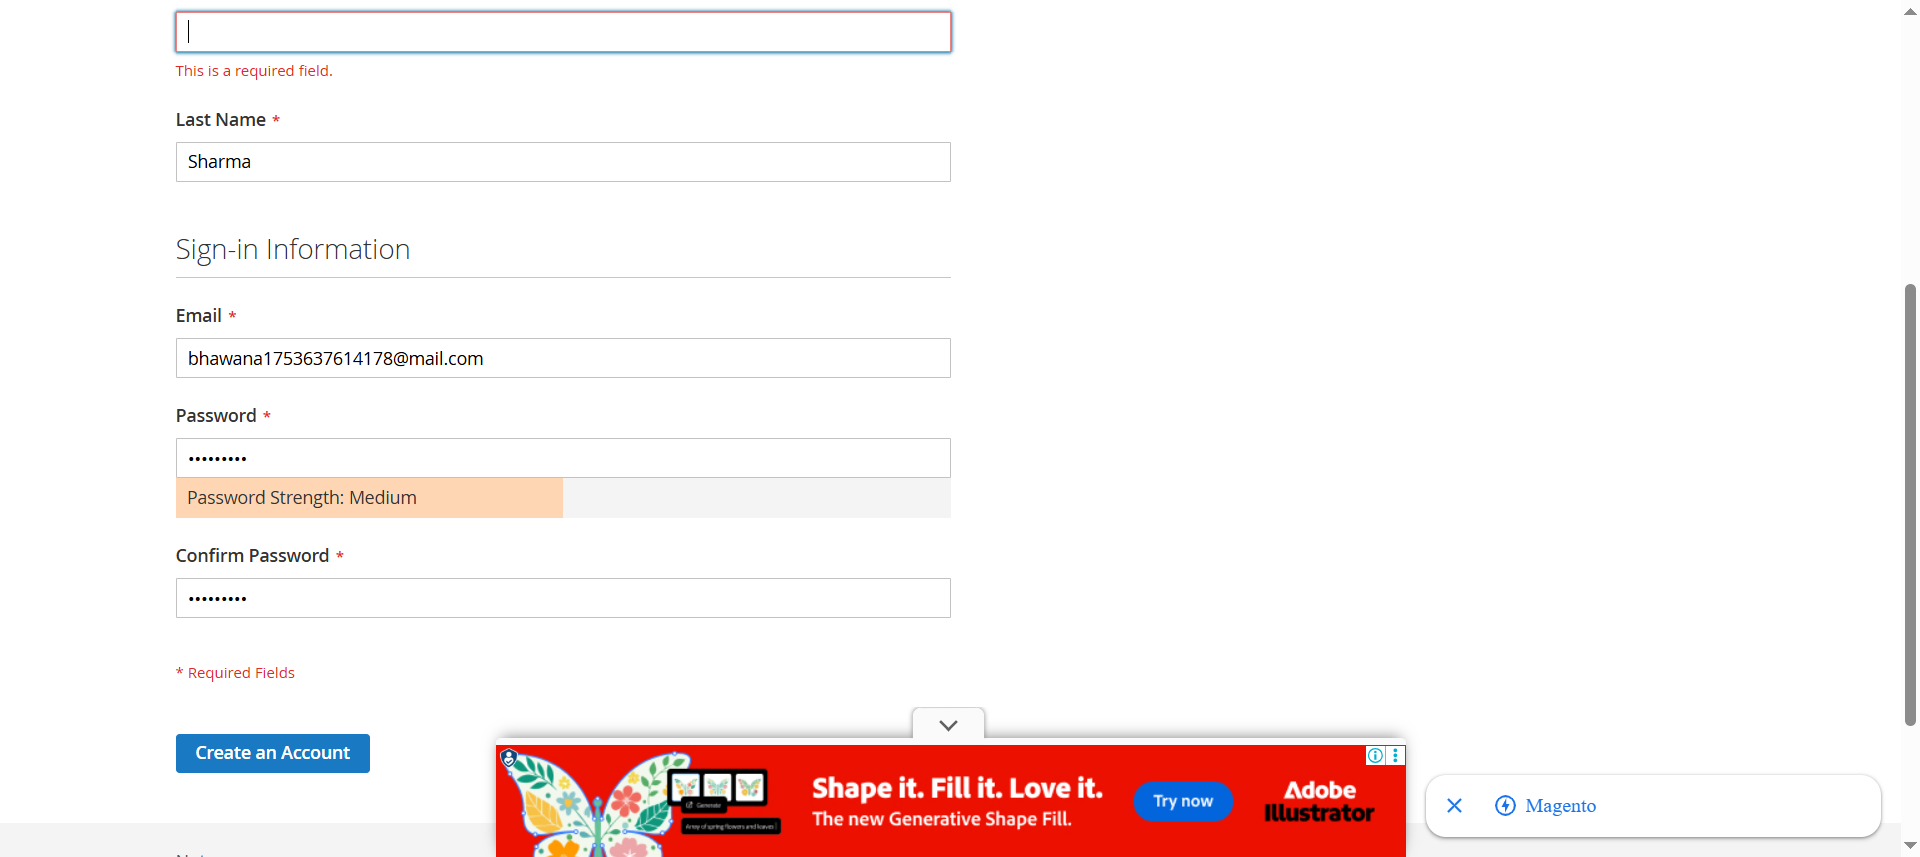 This is a required field.
Last Name *
Sharma
Sign-in Information
Email *
bhawana1753637614178@mail.com
Password *
•••••••••
Password Strength: Medium
Confirm Password *
•••••••••
* Required Fields
Create an Account
Generate
Array of spring flowers and leaves
Shape it. Fill it. Love it.
The new Generative Shape Fill.
Try now
Adobe
Illustrator
Magento